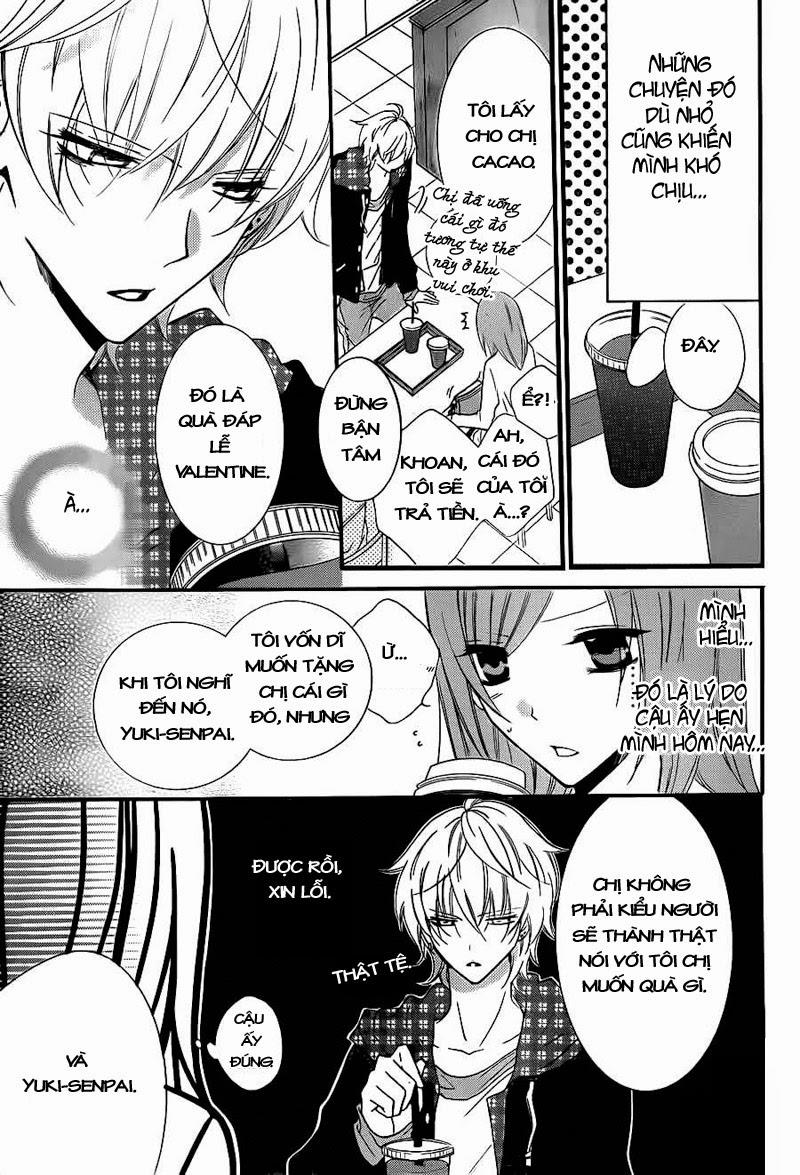 NHỮNG
CHUYỆN ĐÓ
DÙ NHỎ
CŨNG KHIẾN
MÌNH KHÓ
CHỊU...
ĐÂY.
TÔI LẤY
CHO CHỊ
CACAO.
Chị đã uống
cái gì đó
tương tự thế
này ở khu
vui chơi.
Ể?!
AH,
CÁI ĐÓ
CỦA TÔI
À...?
KHOAN,
TÔI SẼ
TRẢ TIỀN.
ĐỪNG
BẬN
TÂM
ĐÓ LÀ
QUÀ ĐÁP
LỄ
VALENTINE.
À...
MÌNH
HIỂU...
ĐÓ LÀ LÝ DO
CẬU ẤY HẸN
MÌNH HÔM NAY...
Ừ...
TÔI VỐN DĨ
MUỐN TẶNG
CHỊ CÁI GÌ
ĐÓ, NHƯNG
KHI TÔI NGHĨ
ĐẾN NÓ,
YUKI-SENPAI.
CHỊ KHÔNG
PHẢI KIỂU NGƯỜI
SẼ THÀNH THẬT
NÓI VỚI TÔI CHỊ
MUỐN QUÀ GÌ.
ĐƯỢC RỒI,
XIN LỖI.
THẬT TỆ.
CẬU
ẤY
ĐÚNG.
VÀ
YUKI-SENPAI.